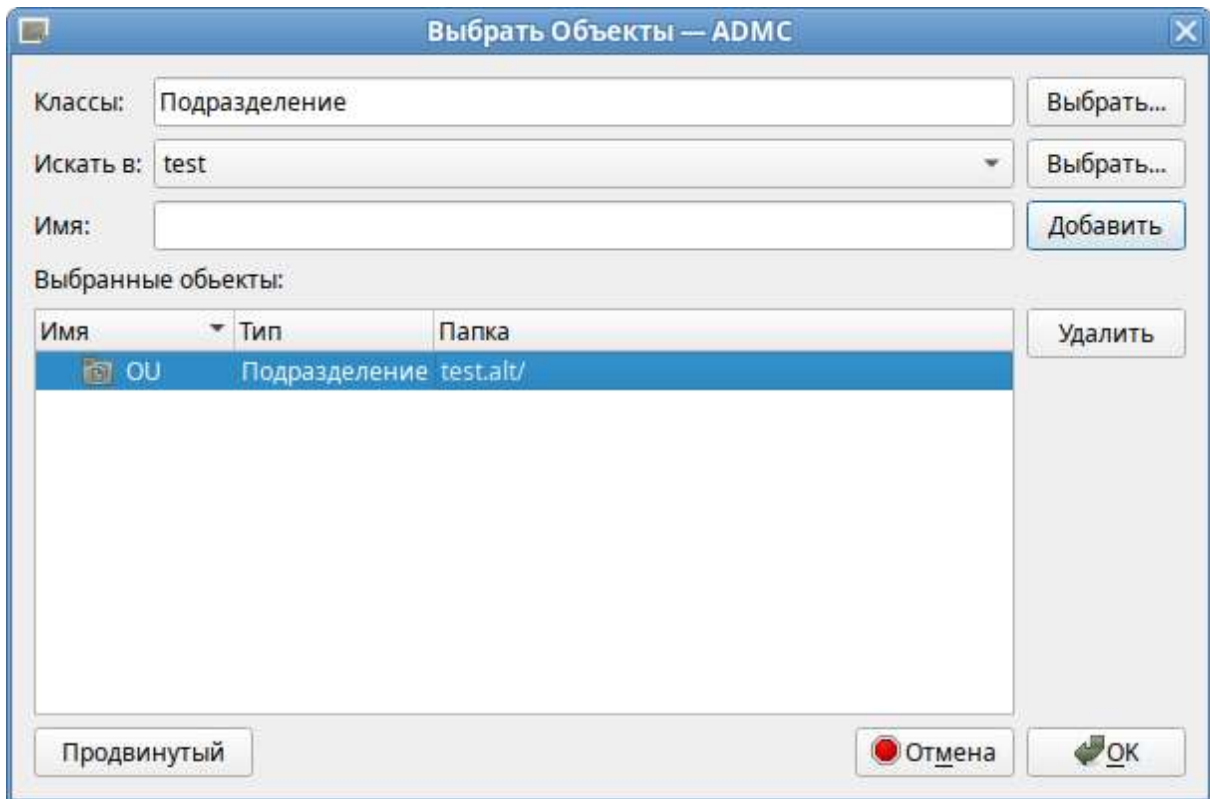 Выбрать Объекты — ADMC
Классы: Подразделение Выбрать...
Искать в: test Выбрать...
Имя: Добавить
Выбранные обьекты:
Имя Тип Папка Удалить
OU Подразделение test.alt/
Продвинутый Отмена OK